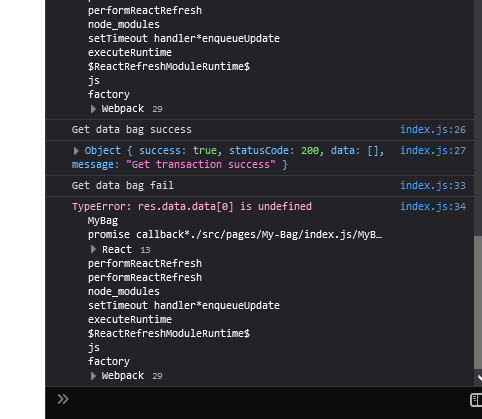 performReactRefresh
node_modules
setTimeout handler*enqueueUpdate
executeRuntime
$ReactRefreshModuleRuntime$
js
factory
Webpack 29
Get data bag success index.js:26
Object { success: true, statusCode: 200, data: [], index.js:27
message: "Get transaction success" }
Get data bag fail index.js:33
TypeError: res.data.data[0] is undefined index.js:34
MyBag
promise callback*./src/pages/My-Bag/index.js/MyB…
React 13
performReactRefresh
performReactRefresh
node_modules
setTimeout handler*enqueueUpdate
executeRuntime
$ReactRefreshModuleRuntime$
js
factory
Webpack 29